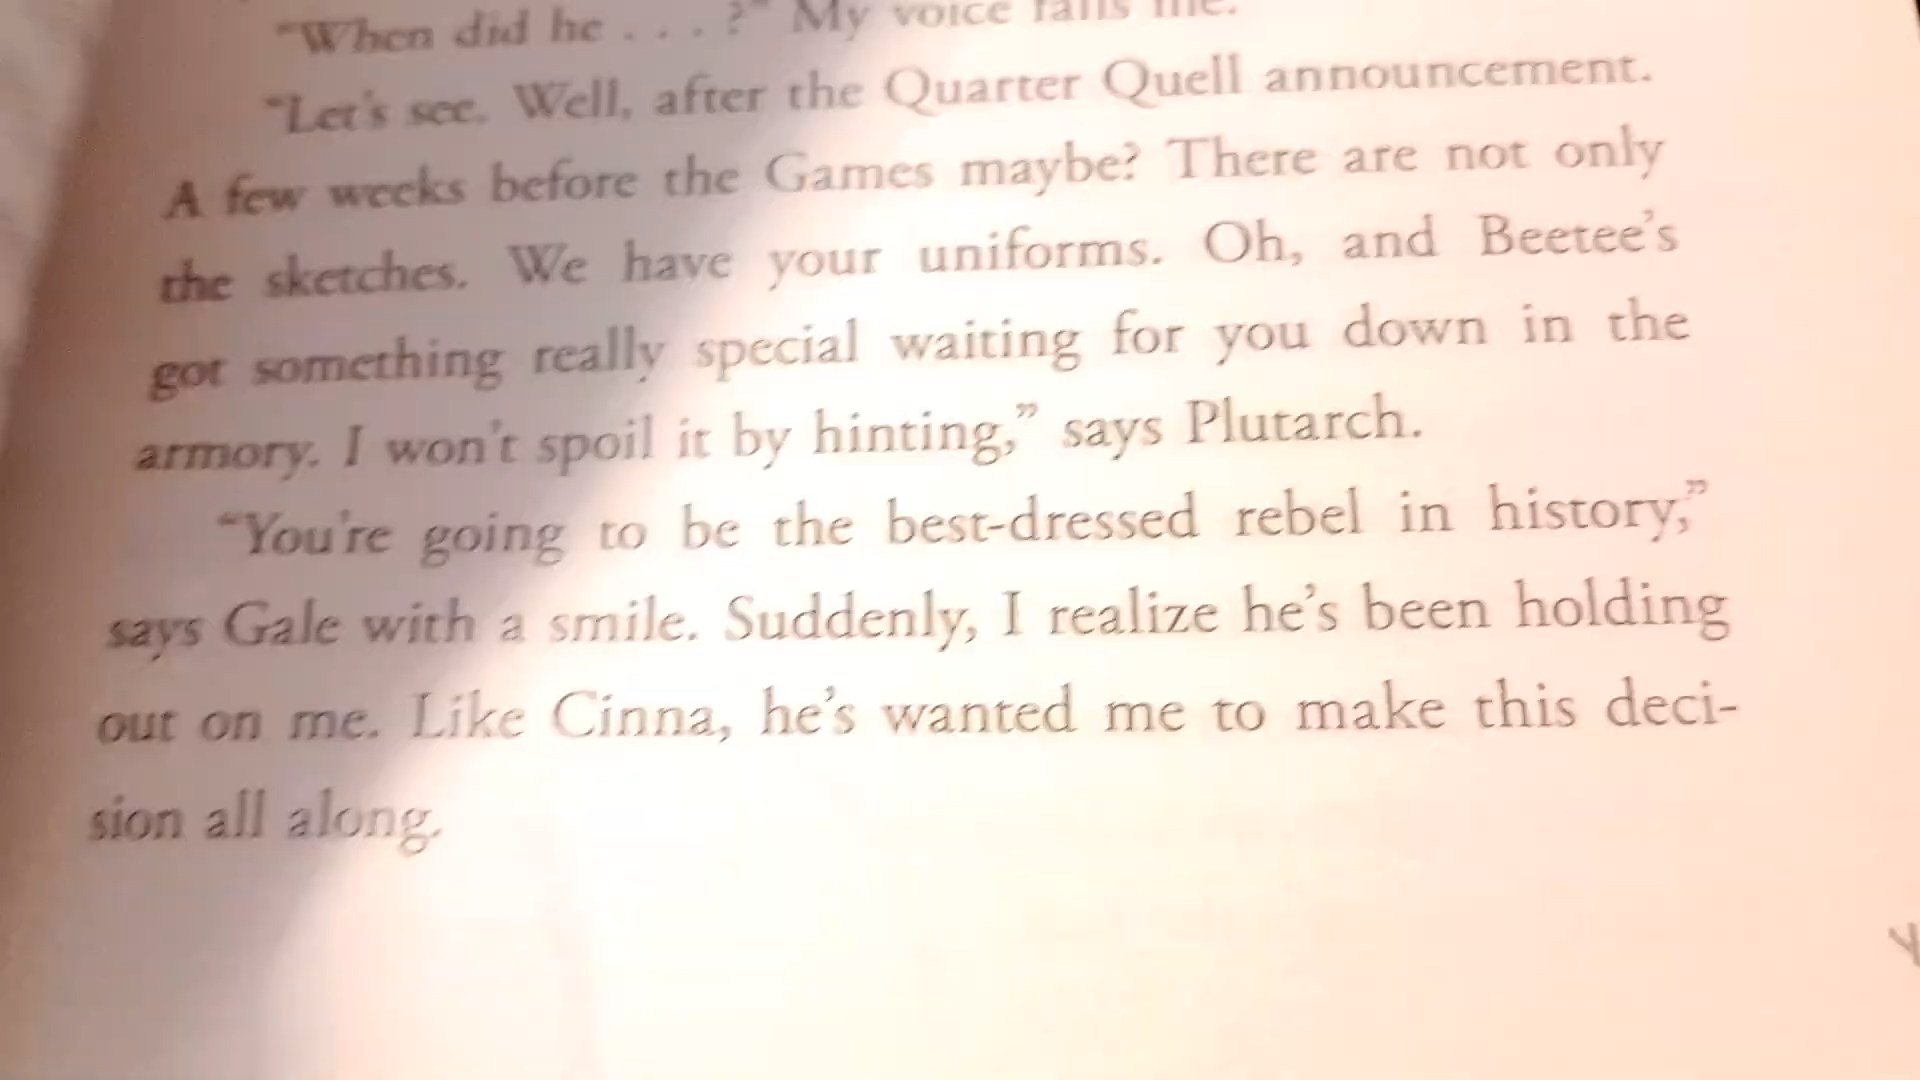 “When did he . . . ?” My voice fails me.
“Let’s see. Well, after the Quarter Quell announcement.
A few weeks before the Games maybe? There are not only
the sketches. We have your uniforms. Oh, and Beetee’s
got something really special waiting for you down in the
armory. I won’t spoil it by hinting,” says Plutarch.
“You’re going to be the best-dressed rebel in history,”
says Gale with a smile. Suddenly, I realize he’s been holding
out on me. Like Cinna, he’s wanted me to make this deci-
sion all along.